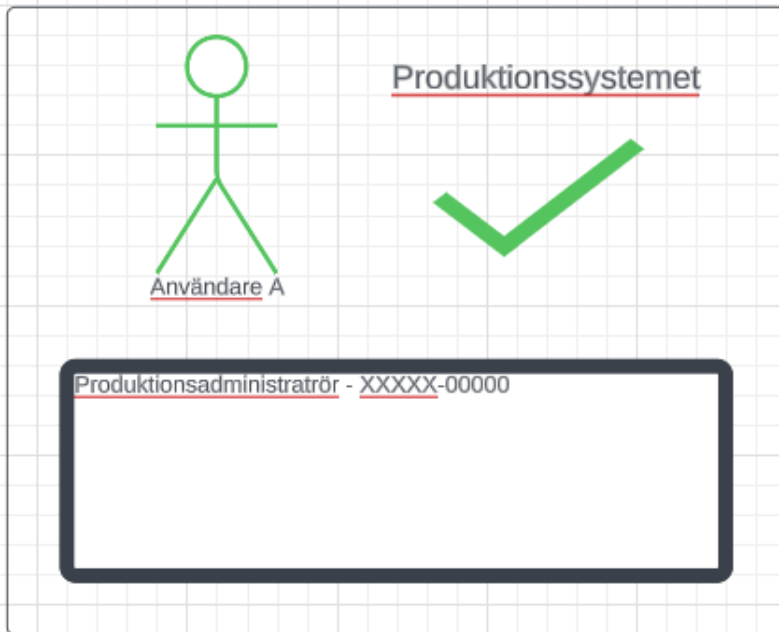 Produktionssystemet
Användare A
Produktionsadministratrör - XXXXX-00000